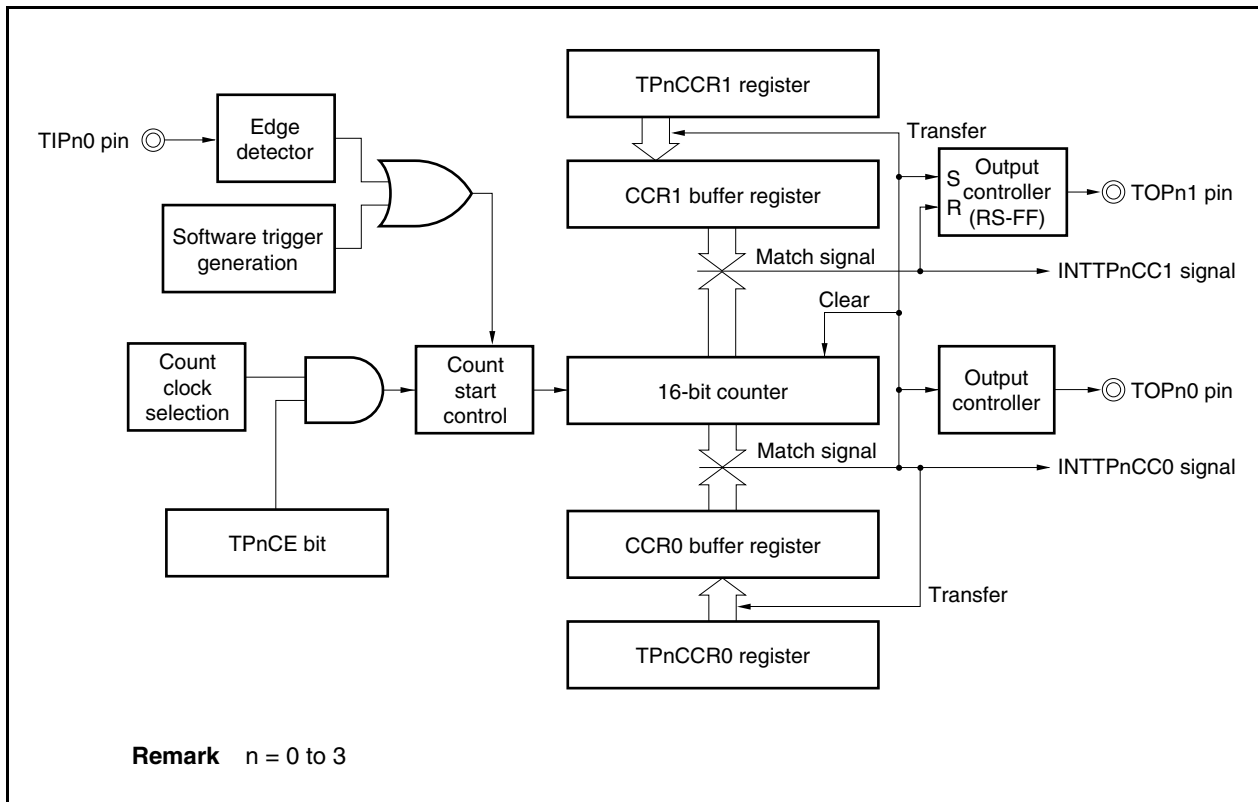 TPnCCR1 register
TIPn0 pin
Edge
detector
Transfer
S
R
Output
controller
(RS-FF)
TOPn1 pin
CCR1 buffer register
Software trigger
generation
Match signal
INTTPnCC1 signal
Clear
Count
clock
selection
Count
start
control
16-bit counter
Output
controller
TOPn0 pin
Match signal
INTTPnCC0 signal
TPnCE bit
CCR0 buffer register
Transfer
TPnCCR0 register
Remark n = 0 to 3